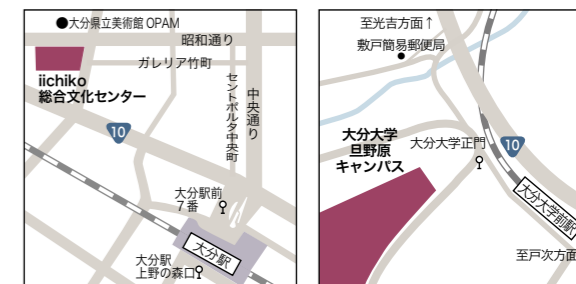 ●大分県立美術館 OPAM
昭和通り
ガレリア竹町
iichiko
総合文化センター
セントポルタ中央町
中央通り
10
大分駅前
7番
大分駅
大分駅
上野の森口
至光吉方面↑
敷戸簡易郵便局
大分大学
旦野原
キャンパス
大分大学正門
10
大分大学前駅
至戸次方面